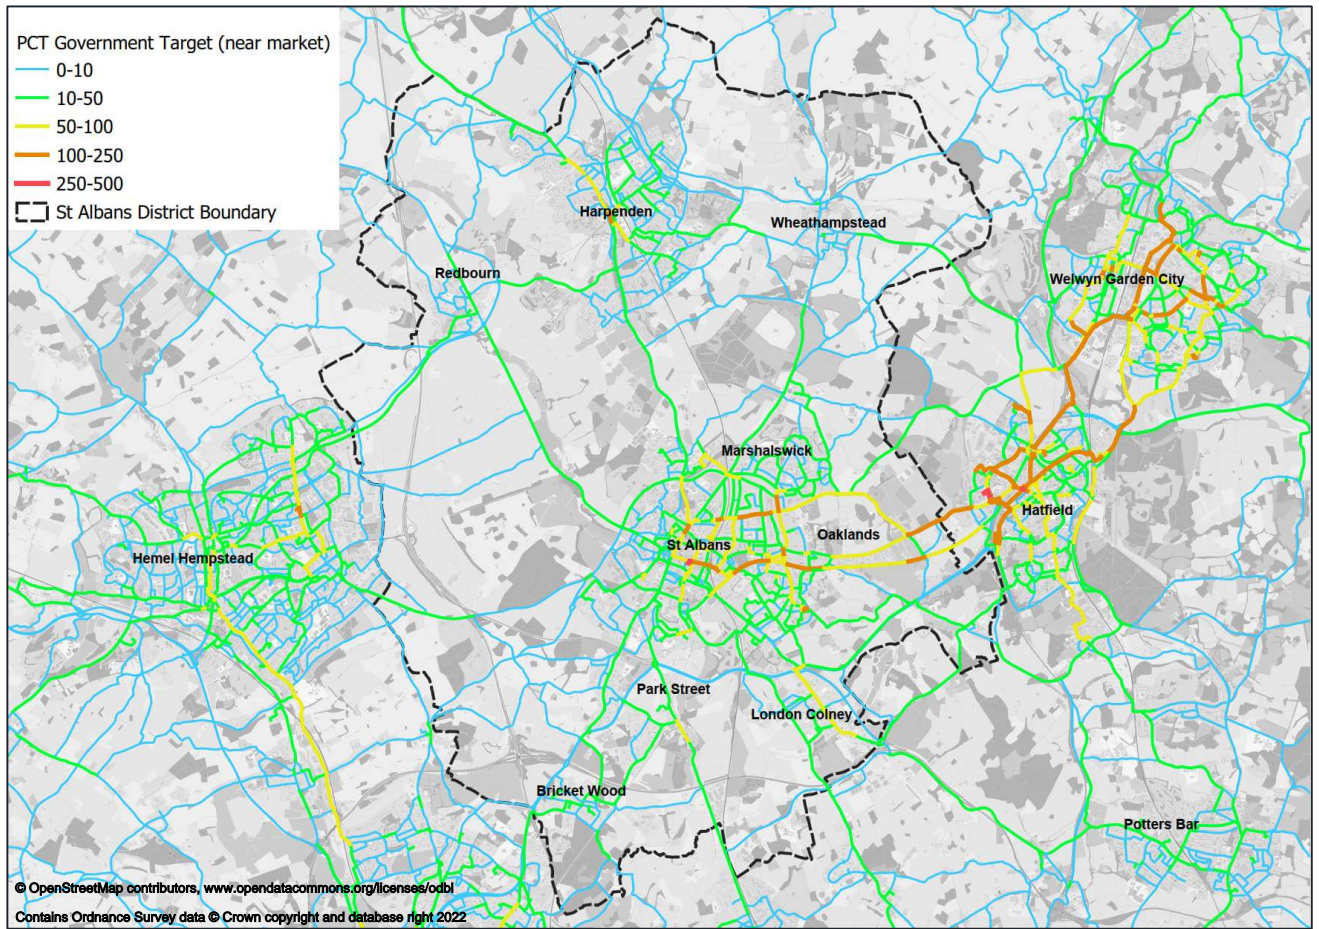 PCT Government Target (near market)
0-10
10-50
50-100
100-250
250-500
St Albans District Boundary
Harpenden
Wheathampstead
Redbourn
Welwyn Garden City
Marshalswick
Hatfield
Oaklands
St Albans
Hemel Hempstead
Park Street
London Colney
Bricket Wood
Potters Bar
© OpenStreetMap contributors, www.opendatacommons.org/licenses/odbl
Contains Ordnance Survey data © Crown copyright and database right 2022